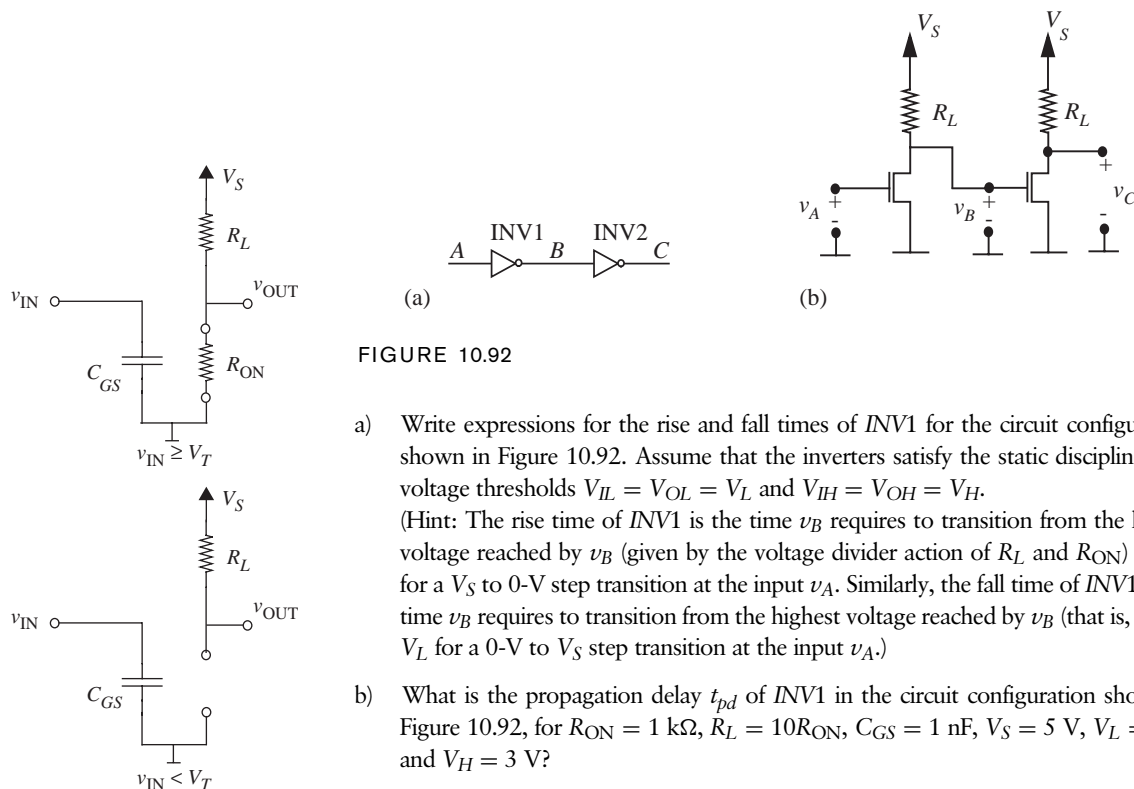 V_S
R_L
v_IN
v_OUT
C_GS
R_ON
v_IN ≥ V_T
V_S
R_L
v_IN
v_OUT
C_GS
v_IN < V_T
A INV1 B INV2 C
(a)
V_S V_S
R_L R_L
v_A + - v_B + - + v_C -
(b)
FIGURE 10.92
a) Write expressions for the rise and fall times of INV1 for the circuit
shown in Figure 10.92. Assume that the inverters satisfy the static
voltage thresholds V_IL = V_OL = V_L and V_IH = V_OH = V_H.
(Hint: The rise time of INV1 is the time v_B requires to transition from the
voltage reached by v_B (given by the voltage divider action of R_L and R_ON)
for a V_S to 0-V step transition at the input v_A. Similarly, the fall time of INV1
time v_B requires to transition from the highest voltage reached by v_B (that is,
V_L for a 0-V to V_S step transition at the input v_A.)
b) What is the propagation delay t_pd of INV1 in the circuit configuration
Figure 10.92, for R_ON = 1 kΩ, R_L = 10R_ON, C_GS = 1 nF, V_S = 5 V, V_L =
and V_H = 3 V?